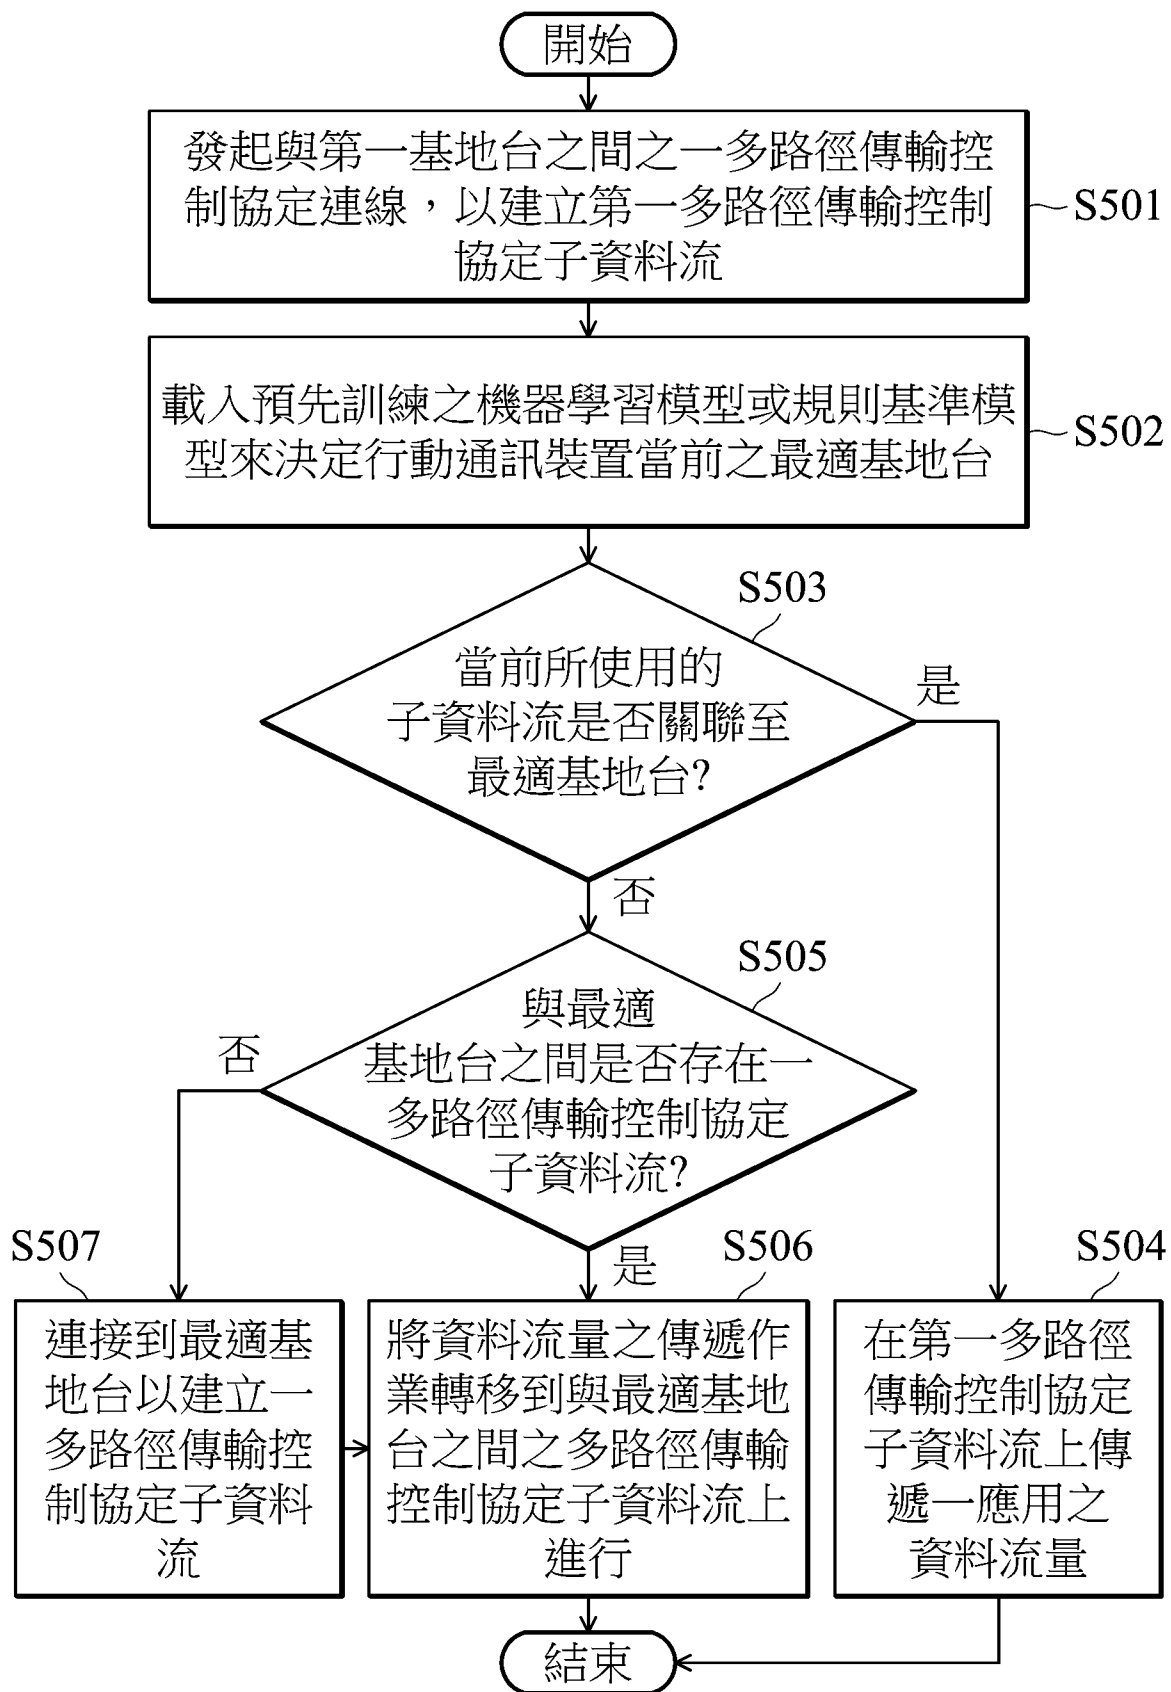 開始
發起與第一基地台之間之一多路徑傳輸控
制協定連線，以建立第一多路徑傳輸控制
協定子資料流
S501
載入預先訓練之機器學習模型或規則基準模
型來決定行動通訊裝置當前之最適基地台
S502
S503
當前所使用的
子資料流是否關聯至
最適基地台?
是
否
S505
與最適
基地台之間是否存在一
多路徑傳輸控制協定
子資料流?
否
是
S507
連接到最適基
地台以建立一
多路徑傳輸控
制協定子資料
流
S506
將資料流量之傳遞作
業轉移到與最適基地
台之間之多路徑傳輸
控制協定子資料流上
進行
S504
在第一多路徑
傳輸控制協定
子資料流上傳
遞一應用之
資料流量
結束